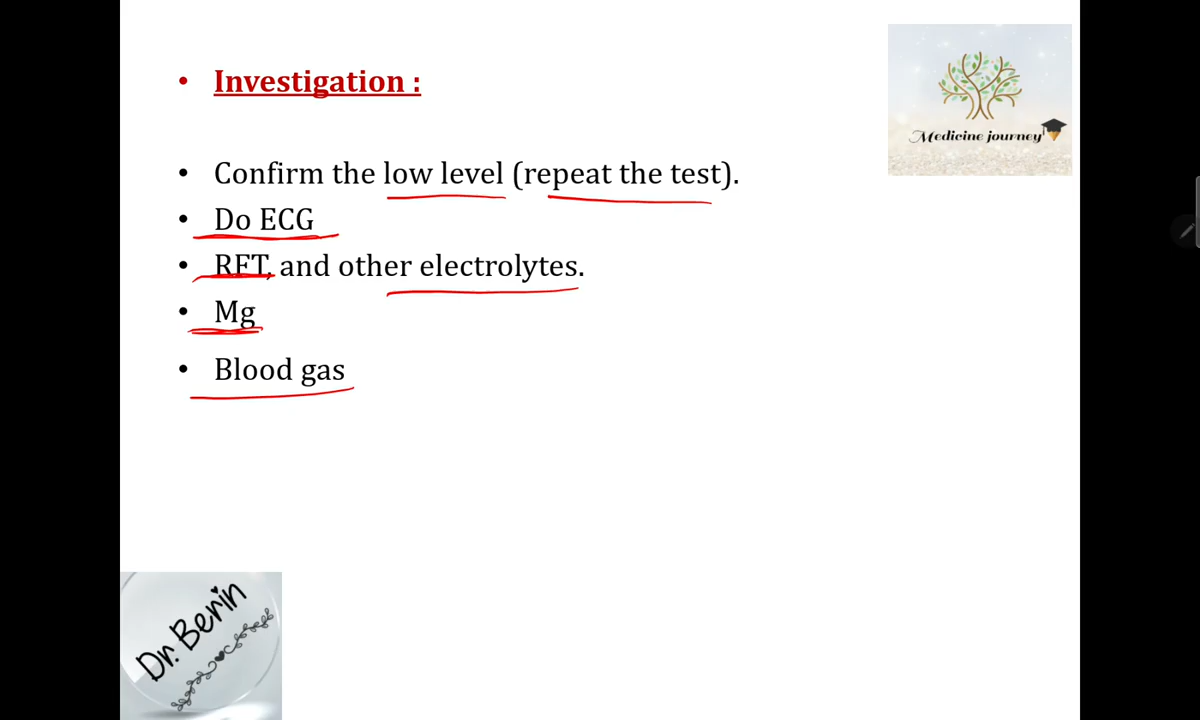 • Investigation :
Medicine journey
• Confirm the low level (repeat the test).
• Do ECG
• RFT, and other electrolytes.
• Mg
• Blood gas
Dr. Berin